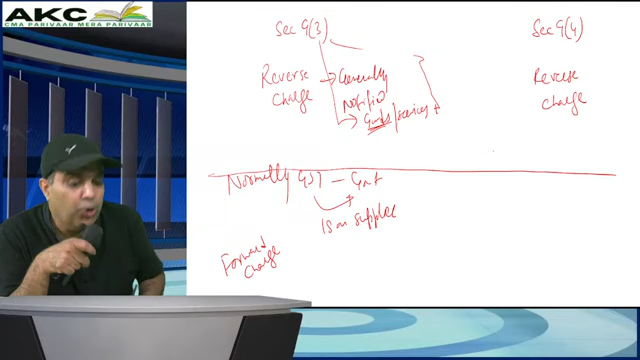 AKC
CMA PARIVAAR MERA PARIVAAR
Sec 9(3)
Sec 9(4)
Reverse charge → Generally
Notified
Goods/services
Reverse
charge
Normally GST - Govt
is on supplier
Forward
charge